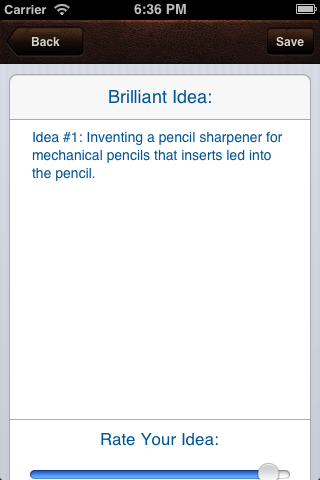 Carrier 6:36 PM
Back Save
Brilliant Idea:
Idea #1: Inventing a pencil sharpener for
mechanical pencils that inserts led into
the pencil.
Rate Your Idea: